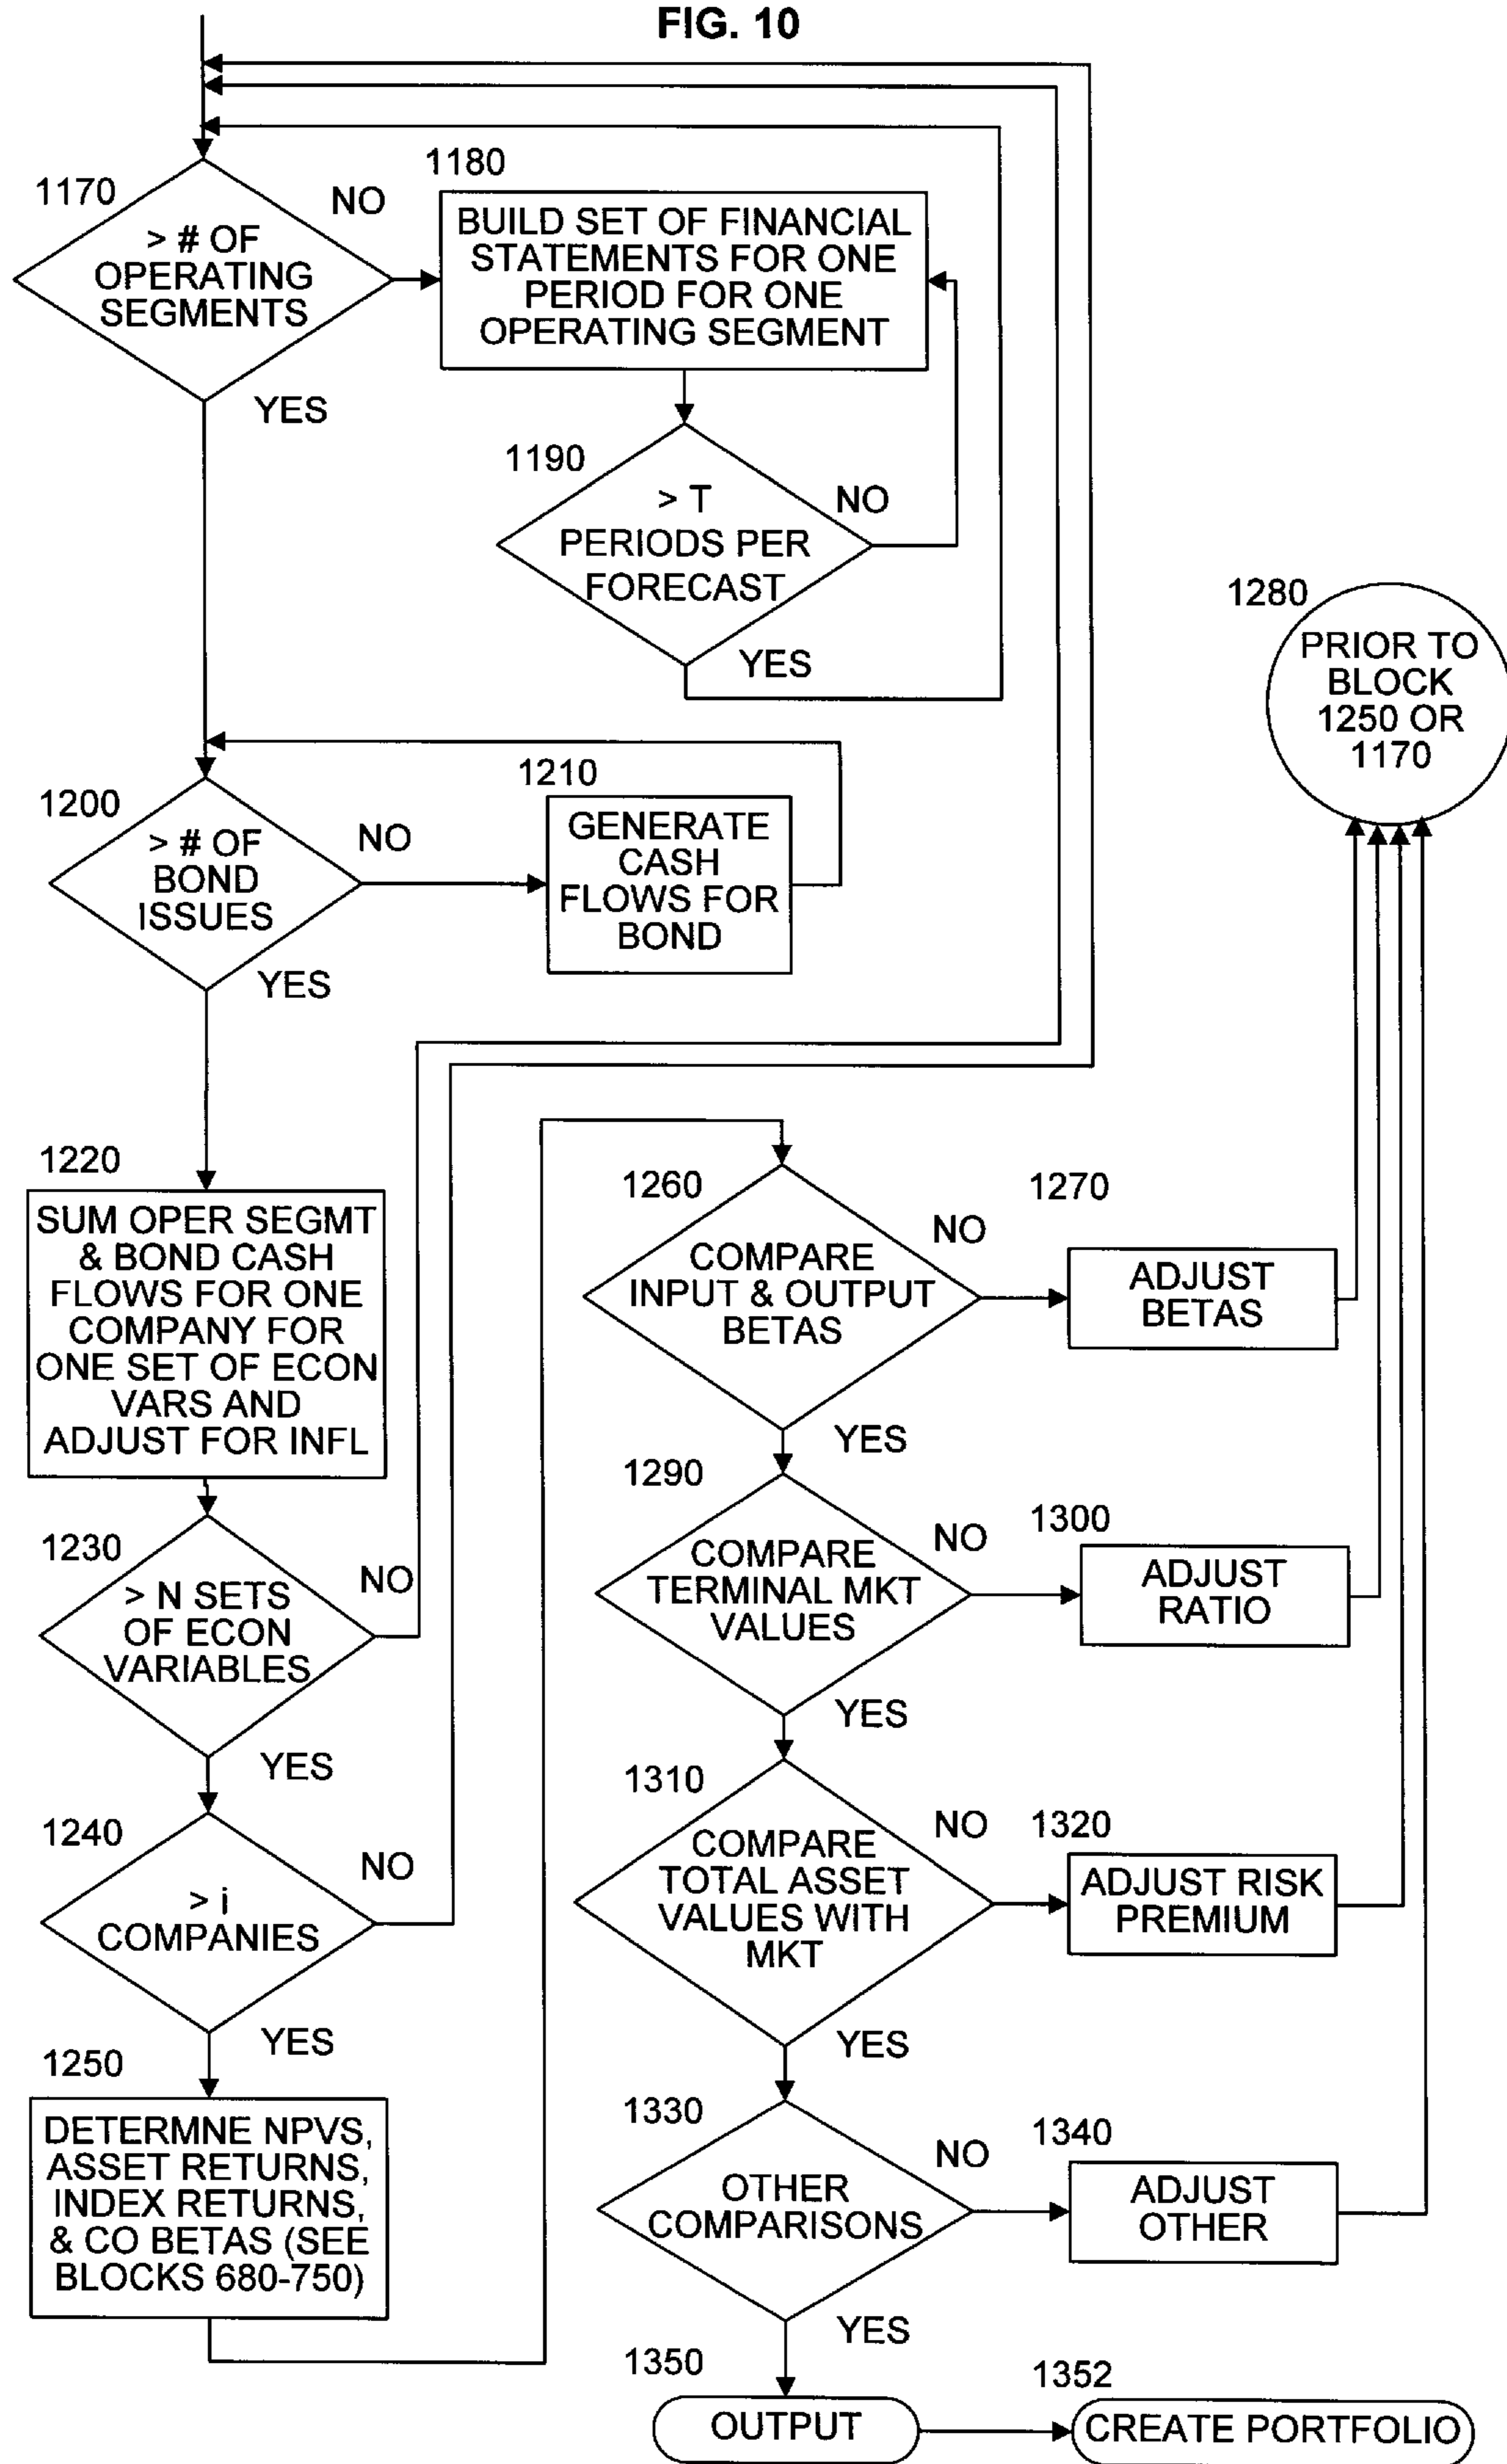 FIG. 10
1170
> # OF
OPERATING
SEGMENTS
NO
YES
1180
BUILD SET OF FINANCIAL
STATEMENTS FOR ONE
PERIOD FOR ONE
OPERATING SEGMENT
1190
> T
PERIODS PER
FORECAST
NO
YES
1200
> # OF
BOND
ISSUES
NO
YES
1210
GENERATE
CASH
FLOWS FOR
BOND
1220
SUM OPER SEGMT
& BOND CASH
FLOWS FOR ONE
COMPANY FOR
ONE SET OF ECON
VARS AND
ADJUST FOR INFL
1230
> N SETS
OF ECON
VARIABLES
NO
YES
1240
> i
COMPANIES
NO
YES
1250
DETERMNE NPVS,
ASSET RETURNS,
INDEX RETURNS,
& CO BETAS (SEE
BLOCKS 680-750)
1260
COMPARE
INPUT & OUTPUT
BETAS
NO
YES
1270
ADJUST
BETAS
1280
PRIOR TO
BLOCK
1250 OR
1170
1290
COMPARE
TERMINAL MKT
VALUES
NO
YES
1300
ADJUST
RATIO
1310
COMPARE
TOTAL ASSET
VALUES WITH
MKT
NO
YES
1320
ADJUST RISK
PREMIUM
1330
OTHER
COMPARISONS
NO
YES
1340
ADJUST
OTHER
1350
OUTPUT
1352
CREATE PORTFOLIO